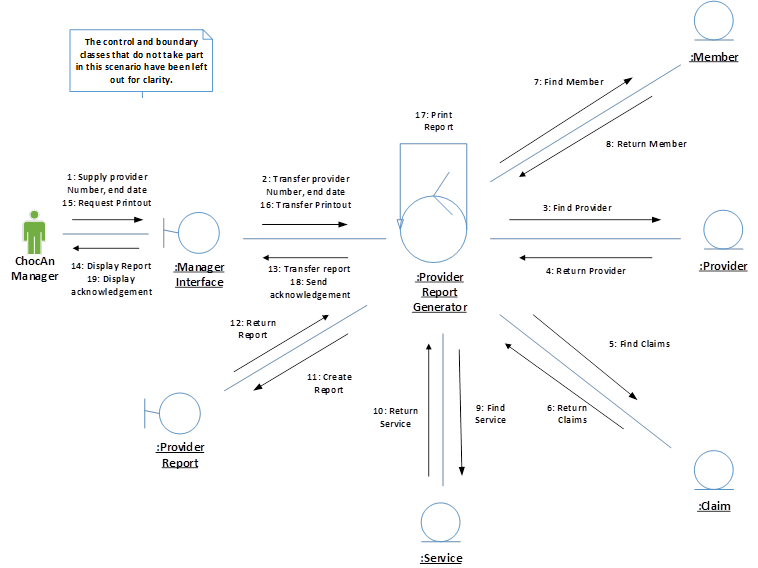 The control and boundary
classes that do not take part
in this scenario have been left
out for clarity.
:Member
7: Find Member
8: Return Member
17: Print
Report
1: Supply provider
Number, end date
15: Request Printout
2: Transfer provider
Number, end date
16: Transfer Printout
3: Find Provider
ChocAn
Manager
:Manager
Interface
:Provider
Report
Generator
:Provider
4: Return Provider
14: Display Report
19: Display
acknowledgement
13: Transfer report
18: Send
acknowledgement
12: Return
Report
11: Create
Report
5: Find Claims
6: Return
Claims
10: Return
Service
9: Find
Service
:Provider
Report
:Claim
:Service